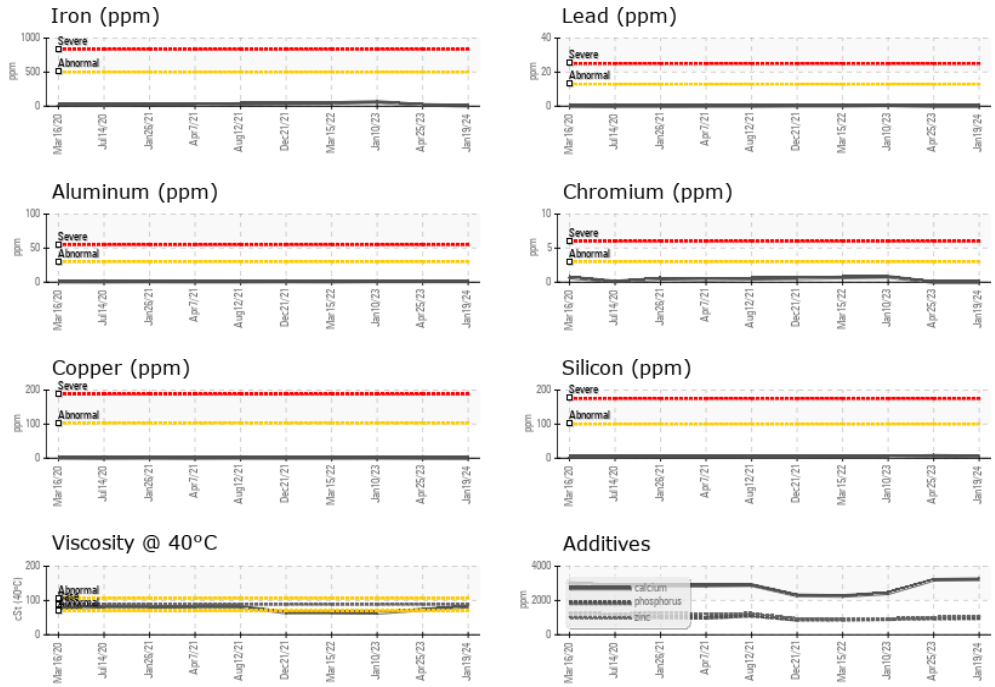 Iron (ppm)
1000
500
0
ppm
Severe
Abnormal
Mar16/20
Jul14/20
Jan26/21
Apr7/21
Aug12/21
Dec21/21
Mar15/22
Jan10/23
Apr25/23
Jan19/24
Lead (ppm)
40
20
0
ppm
Severe
Abnormal
Mar16/20
Jul14/20
Jan26/21
Apr7/21
Aug12/21
Dec21/21
Mar15/22
Jan10/23
Apr25/23
Jan19/24
Aluminum (ppm)
100
50
0
ppm
Severe
Abnormal
Mar16/20
Jul14/20
Jan26/21
Apr7/21
Aug12/21
Dec21/21
Mar15/22
Jan10/23
Apr25/23
Jan19/24
Chromium (ppm)
10
5
0
ppm
Severe
Abnormal
Mar16/20
Jul14/20
Jan26/21
Apr7/21
Aug12/21
Dec21/21
Mar15/22
Jan10/23
Apr25/23
Jan19/24
Copper (ppm)
200
100
0
ppm
Severe
Abnormal
Mar16/20
Jul14/20
Jan26/21
Apr7/21
Aug12/21
Dec21/21
Mar15/22
Jan10/23
Apr25/23
Jan19/24
Silicon (ppm)
200
100
0
ppm
Severe
Abnormal
Mar16/20
Jul14/20
Jan26/21
Apr7/21
Aug12/21
Dec21/21
Mar15/22
Jan10/23
Apr25/23
Jan19/24
Viscosity @ 40°C
200
100
0
cSt (40°C)
Abnormal
Abnormal
Mar16/20
Jul14/20
Jan26/21
Apr7/21
Aug12/21
Dec21/21
Mar15/22
Jan10/23
Apr25/23
Jan19/24
Additives
4000
2000
0
ppm
calcium
phosphorus
zinc
Mar16/20
Jul14/20
Jan26/21
Apr7/21
Aug12/21
Dec21/21
Mar15/22
Jan10/23
Apr25/23
Jan19/24